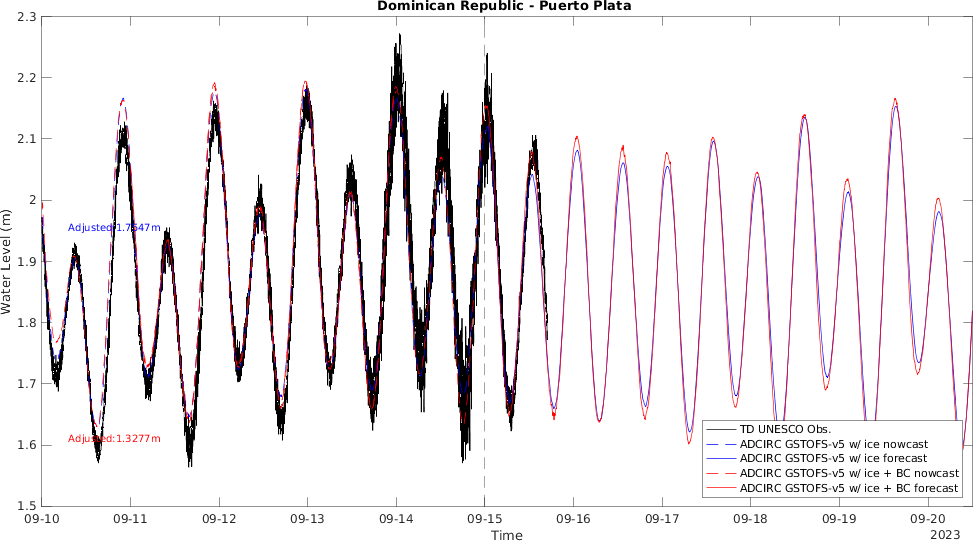 Dominican Republic - Puerto Plata
2.3
2.2
2.1
2
1.9
1.8
1.7
1.6
1.5
Water Level (m)
Adjusted:1.7547m
Adjusted:1.3277m
TD UNESCO Obs.
ADCIRC GSTOFS-v5 w/ ice nowcast
ADCIRC GSTOFS-v5 w/ ice forecast
ADCIRC GSTOFS-v5 w/ ice + BC nowcast
ADCIRC GSTOFS-v5 w/ ice + BC forecast
09-10 09-11 09-12 09-13 09-14 09-15 09-16 09-17 09-18 09-19 09-20
2023
Time